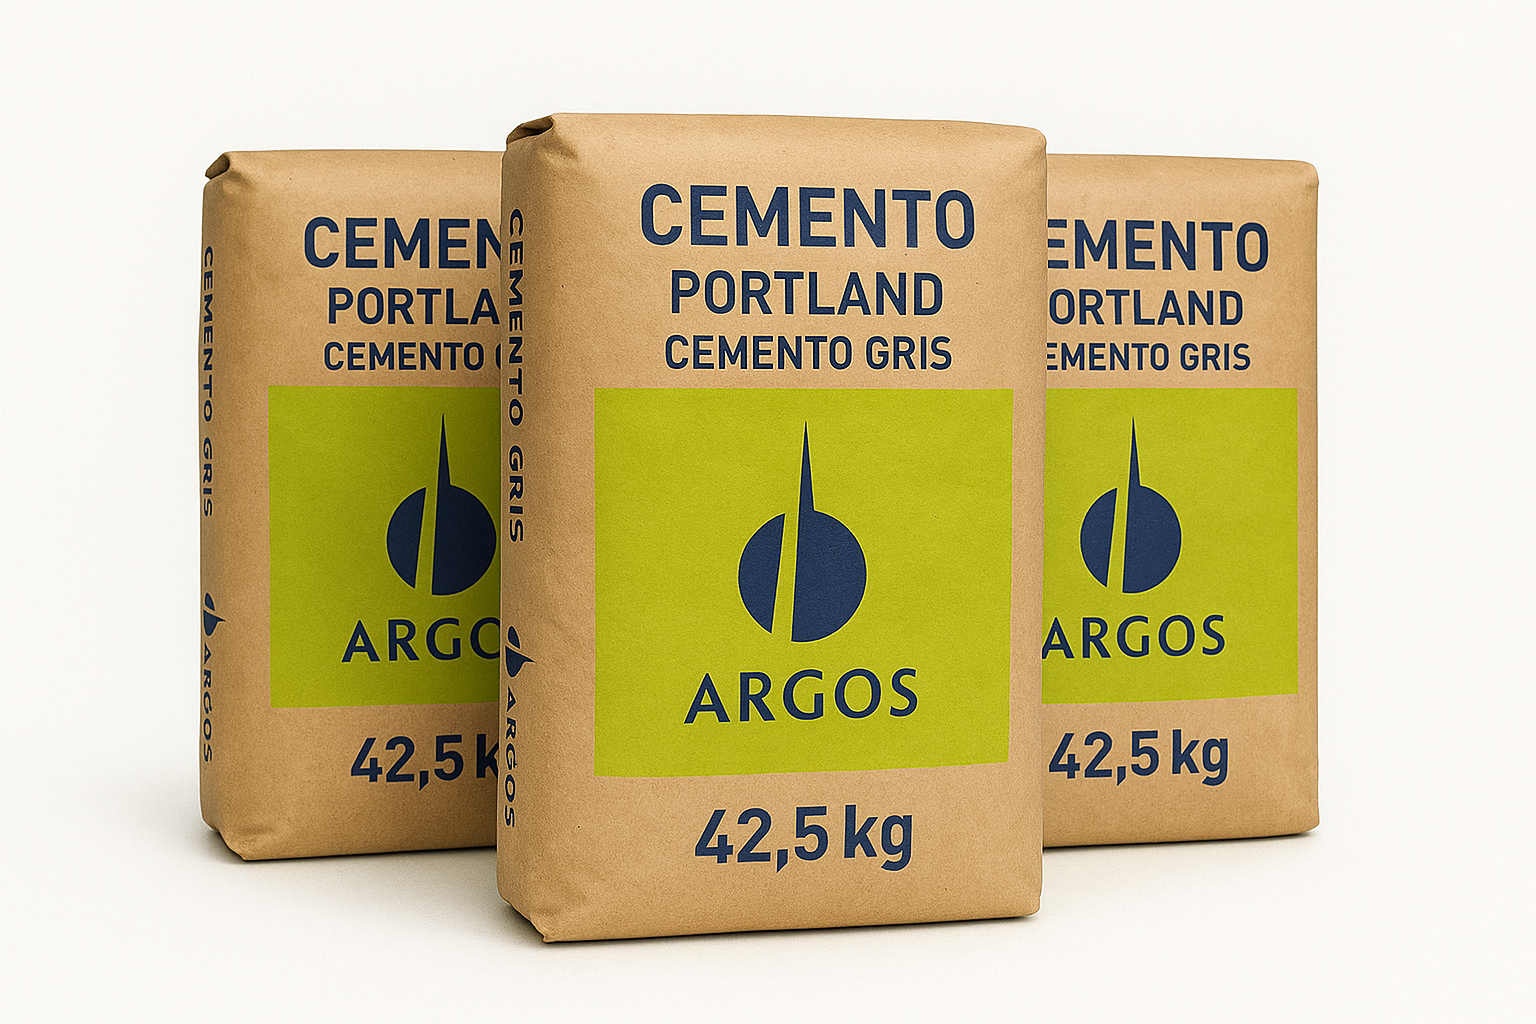 CEMENTO
PORTLAND
CEMENTO GRIS
ARGOS
42,5 kg
CEMENTO GRIS
ARGOS
CEMEN
PORTLA
CEMENTO
ARGO
42,5 k
CEMENTO GRIS
ARGOS
EMENTO
ORTLAND
EMENTO GRIS
ARGOS
42,5 kg